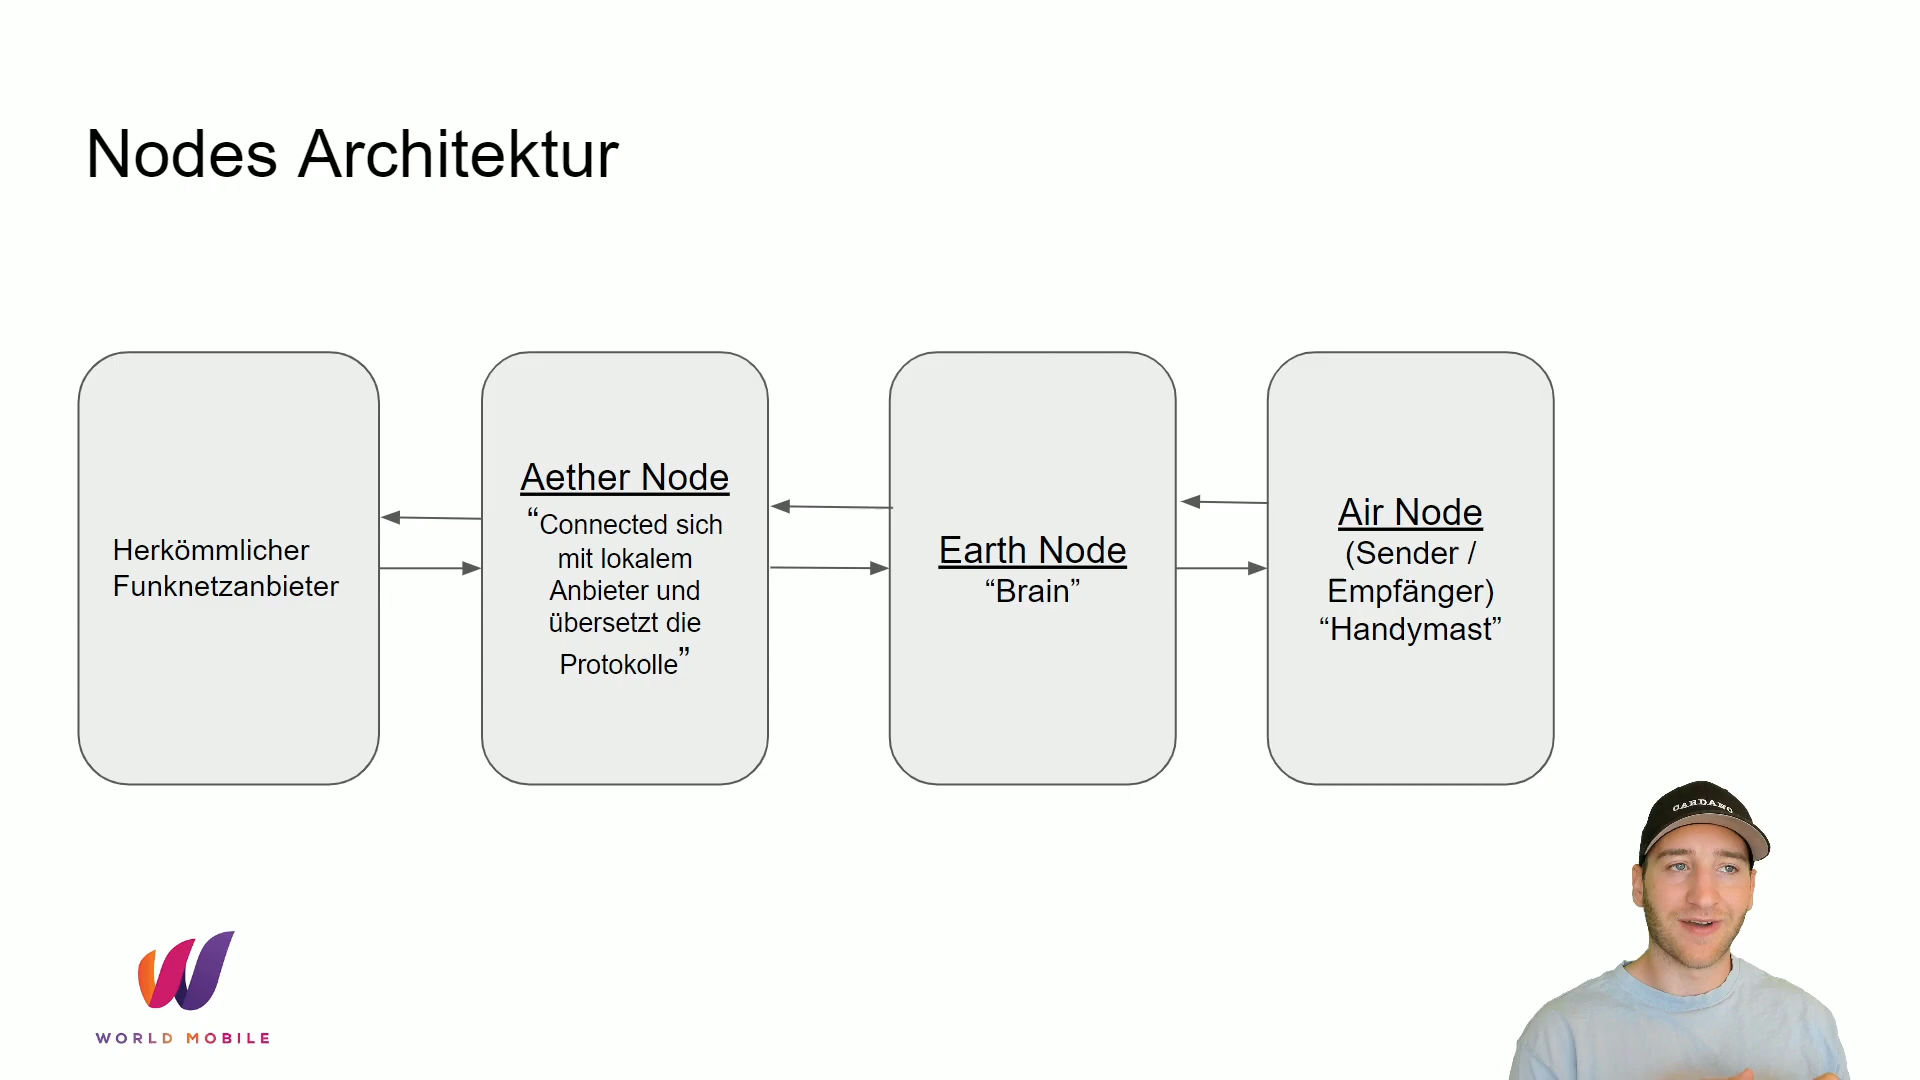 Nodes Architektur
Herkömmlicher
Funknetzanbieter
Aether Node
“Connected sich
mit lokalem
Anbieter und
übersetzt die
Protokolle”
Earth Node
“Brain”
Air Node
(Sender /
Empfänger)
“Handymast”
CARDANO
WORLD MOBILE